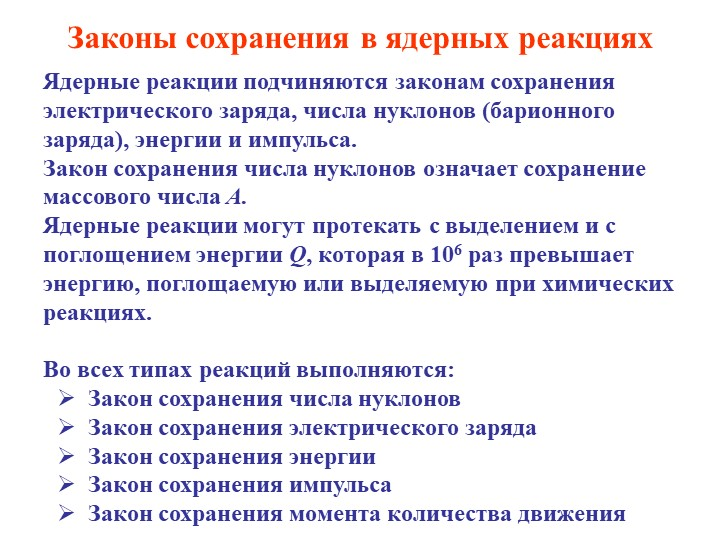 Законы сохранения в ядерных реакциях
Ядерные реакции подчиняются законам сохранения
электрического заряда, числа нуклонов (барионного
заряда), энергии и импульса.
Закон сохранения числа нуклонов означает сохранение
массового числа A.
Ядерные реакции могут протекать с выделением и с
поглощением энергии Q, которая в 10⁶ раз превышает
энергию, поглощаемую или выделяемую при химических
реакциях.
Во всех типах реакций выполняются:
➢ Закон сохранения числа нуклонов
➢ Закон сохранения электрического заряда
➢ Закон сохранения энергии
➢ Закон сохранения импульса
➢ Закон сохранения момента количества движения